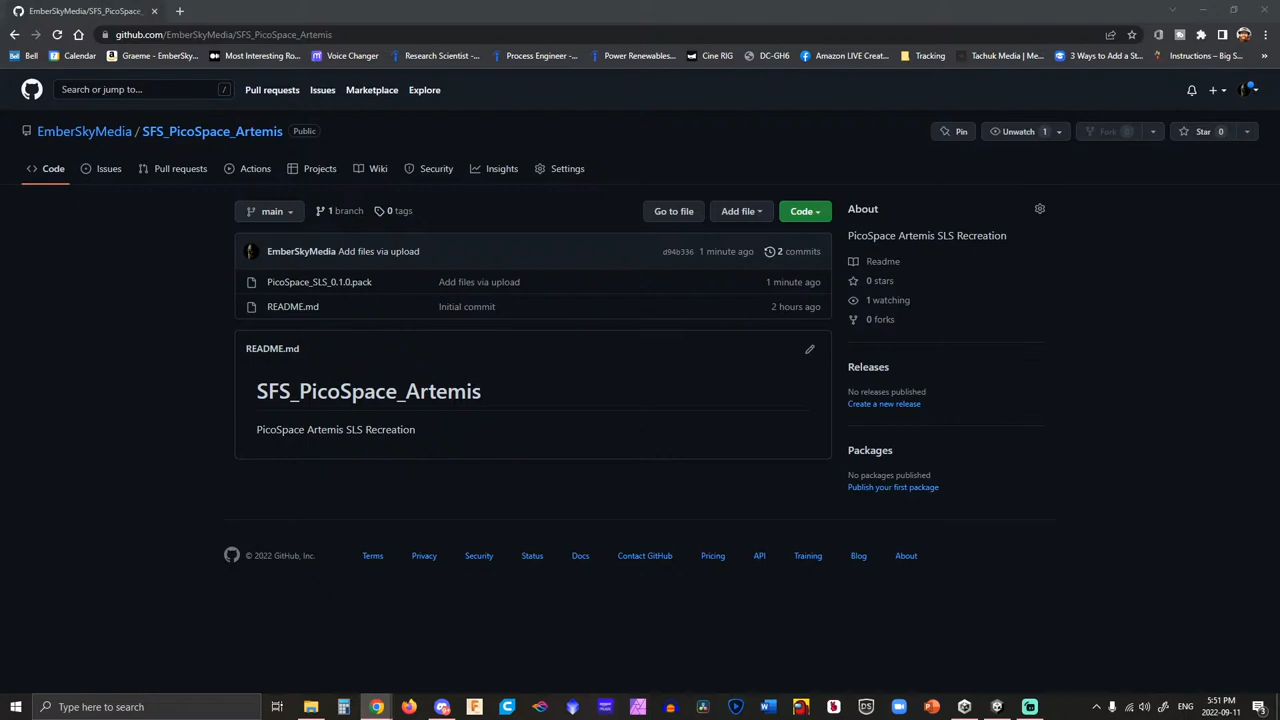 EmberSkyMedia/SFS_PicoSpace_
github.com/EmberSkyMedia/SFS_PicoSpace_Artemis
Bell Calendar Graeme - EmberSky... Most Interesting Ro... Voice Changer Research Scientist -... Process Engineer -... Power Renewables... Cine RIG DC-GH6 Amazon LIVE Creat... Tracking Tachuk Media | Me... 3 Ways to Add a St... Instructions – Big S...
Search or jump to... / Pull requests Issues Marketplace Explore
EmberSkyMedia / SFS_PicoSpace_Artemis Public Pin Unwatch 1 Fork 0 Star 0
Code Issues Pull requests Actions Projects Wiki Security Insights Settings
main 1 branch 0 tags Go to file Add file Code
EmberSkyMedia Add files via upload d94b336 1 minute ago 2 commits
PicoSpace_SLS_0.1.0.pack Add files via upload 1 minute ago
README.md Initial commit 2 hours ago
README.md
SFS_PicoSpace_Artemis
PicoSpace Artemis SLS Recreation
About
PicoSpace Artemis SLS Recreation
Readme
0 stars
1 watching
0 forks
Releases
No releases published
Create a new release
Packages
No packages published
Publish your first package
© 2022 GitHub, Inc. Terms Privacy Security Status Docs Contact GitHub Pricing API Training Blog About
Type here to search ENG 5:51 PM
2022-09-11